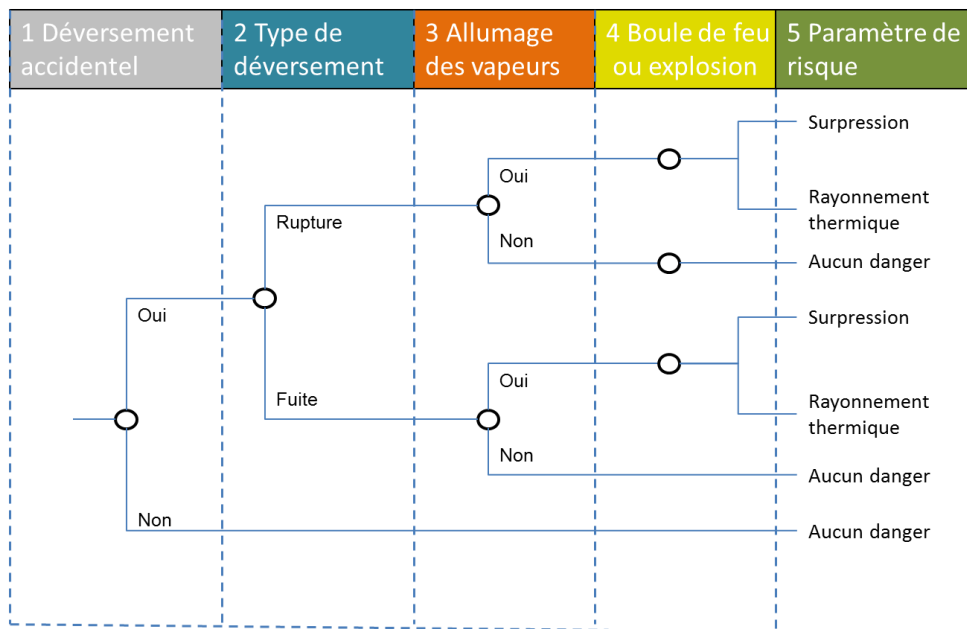 1 Déversement
accidentel
2 Type de
déversement
3 Allumage
des vapeurs
4 Boule de feu
ou explosion
5 Paramètre de
risque
Surpression
Oui
Rayonnement
thermique
Rupture
Non
Aucun danger
Oui
Surpression
Oui
Fuite
Rayonnement
thermique
Non
Aucun danger
Non
Aucun danger